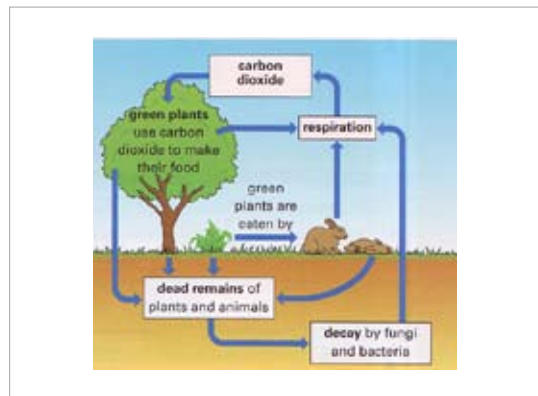 carbon
dioxide
green plants
use carbon
dioxide to make
their food
respiration
green
plants are
eaten by
dead remains of
plants and animals
decay by fungi
and bacteria